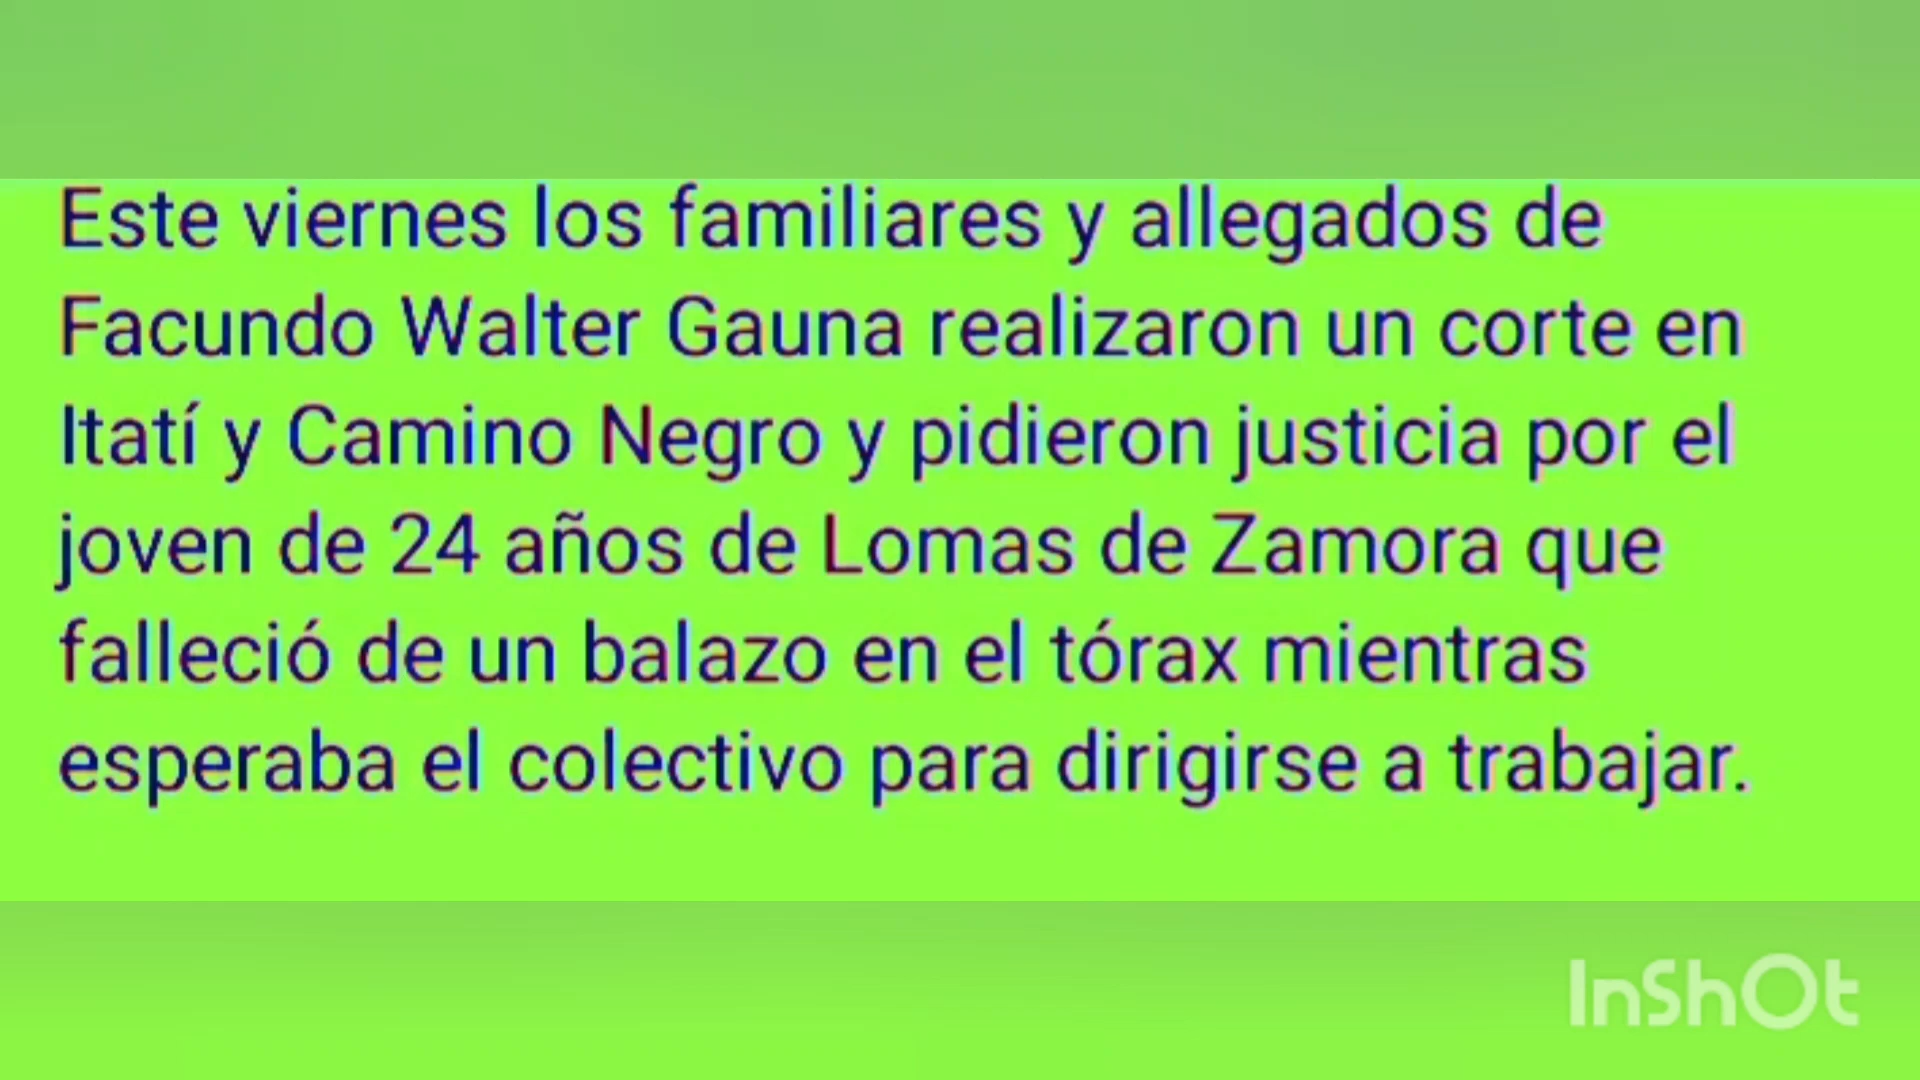 Este viernes los familiares y allegados de
Facundo Walter Gauna realizaron un corte en
Itatí y Camino Negro y pidieron justicia por el
joven de 24 años de Lomas de Zamora que
falleció de un balazo en el tórax mientras
esperaba el colectivo para dirigirse a trabajar.
InShOt